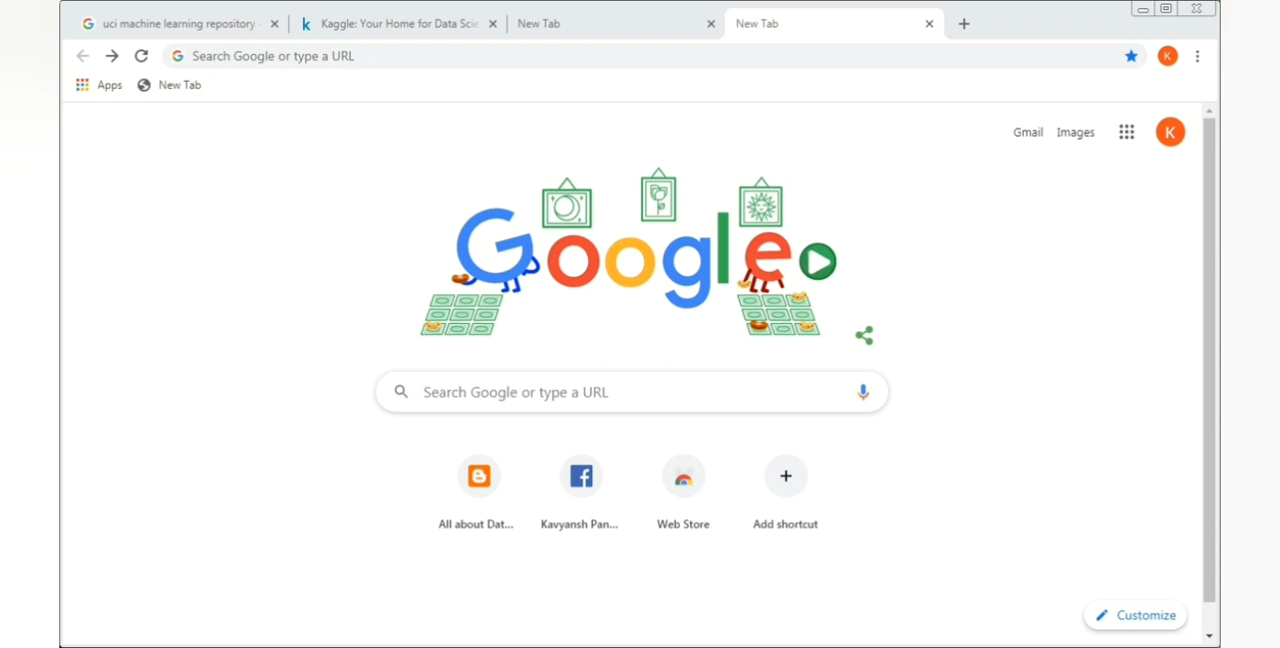 uci machine learning repository -
Kaggle: Your Home for Data Scie
New Tab
New Tab
Search Google or type a URL
K
Apps
New Tab
Gmail
Images
K
Google
Search Google or type a URL
All about Dat...
Kavyansh Pan...
Web Store
Add shortcut
Customize